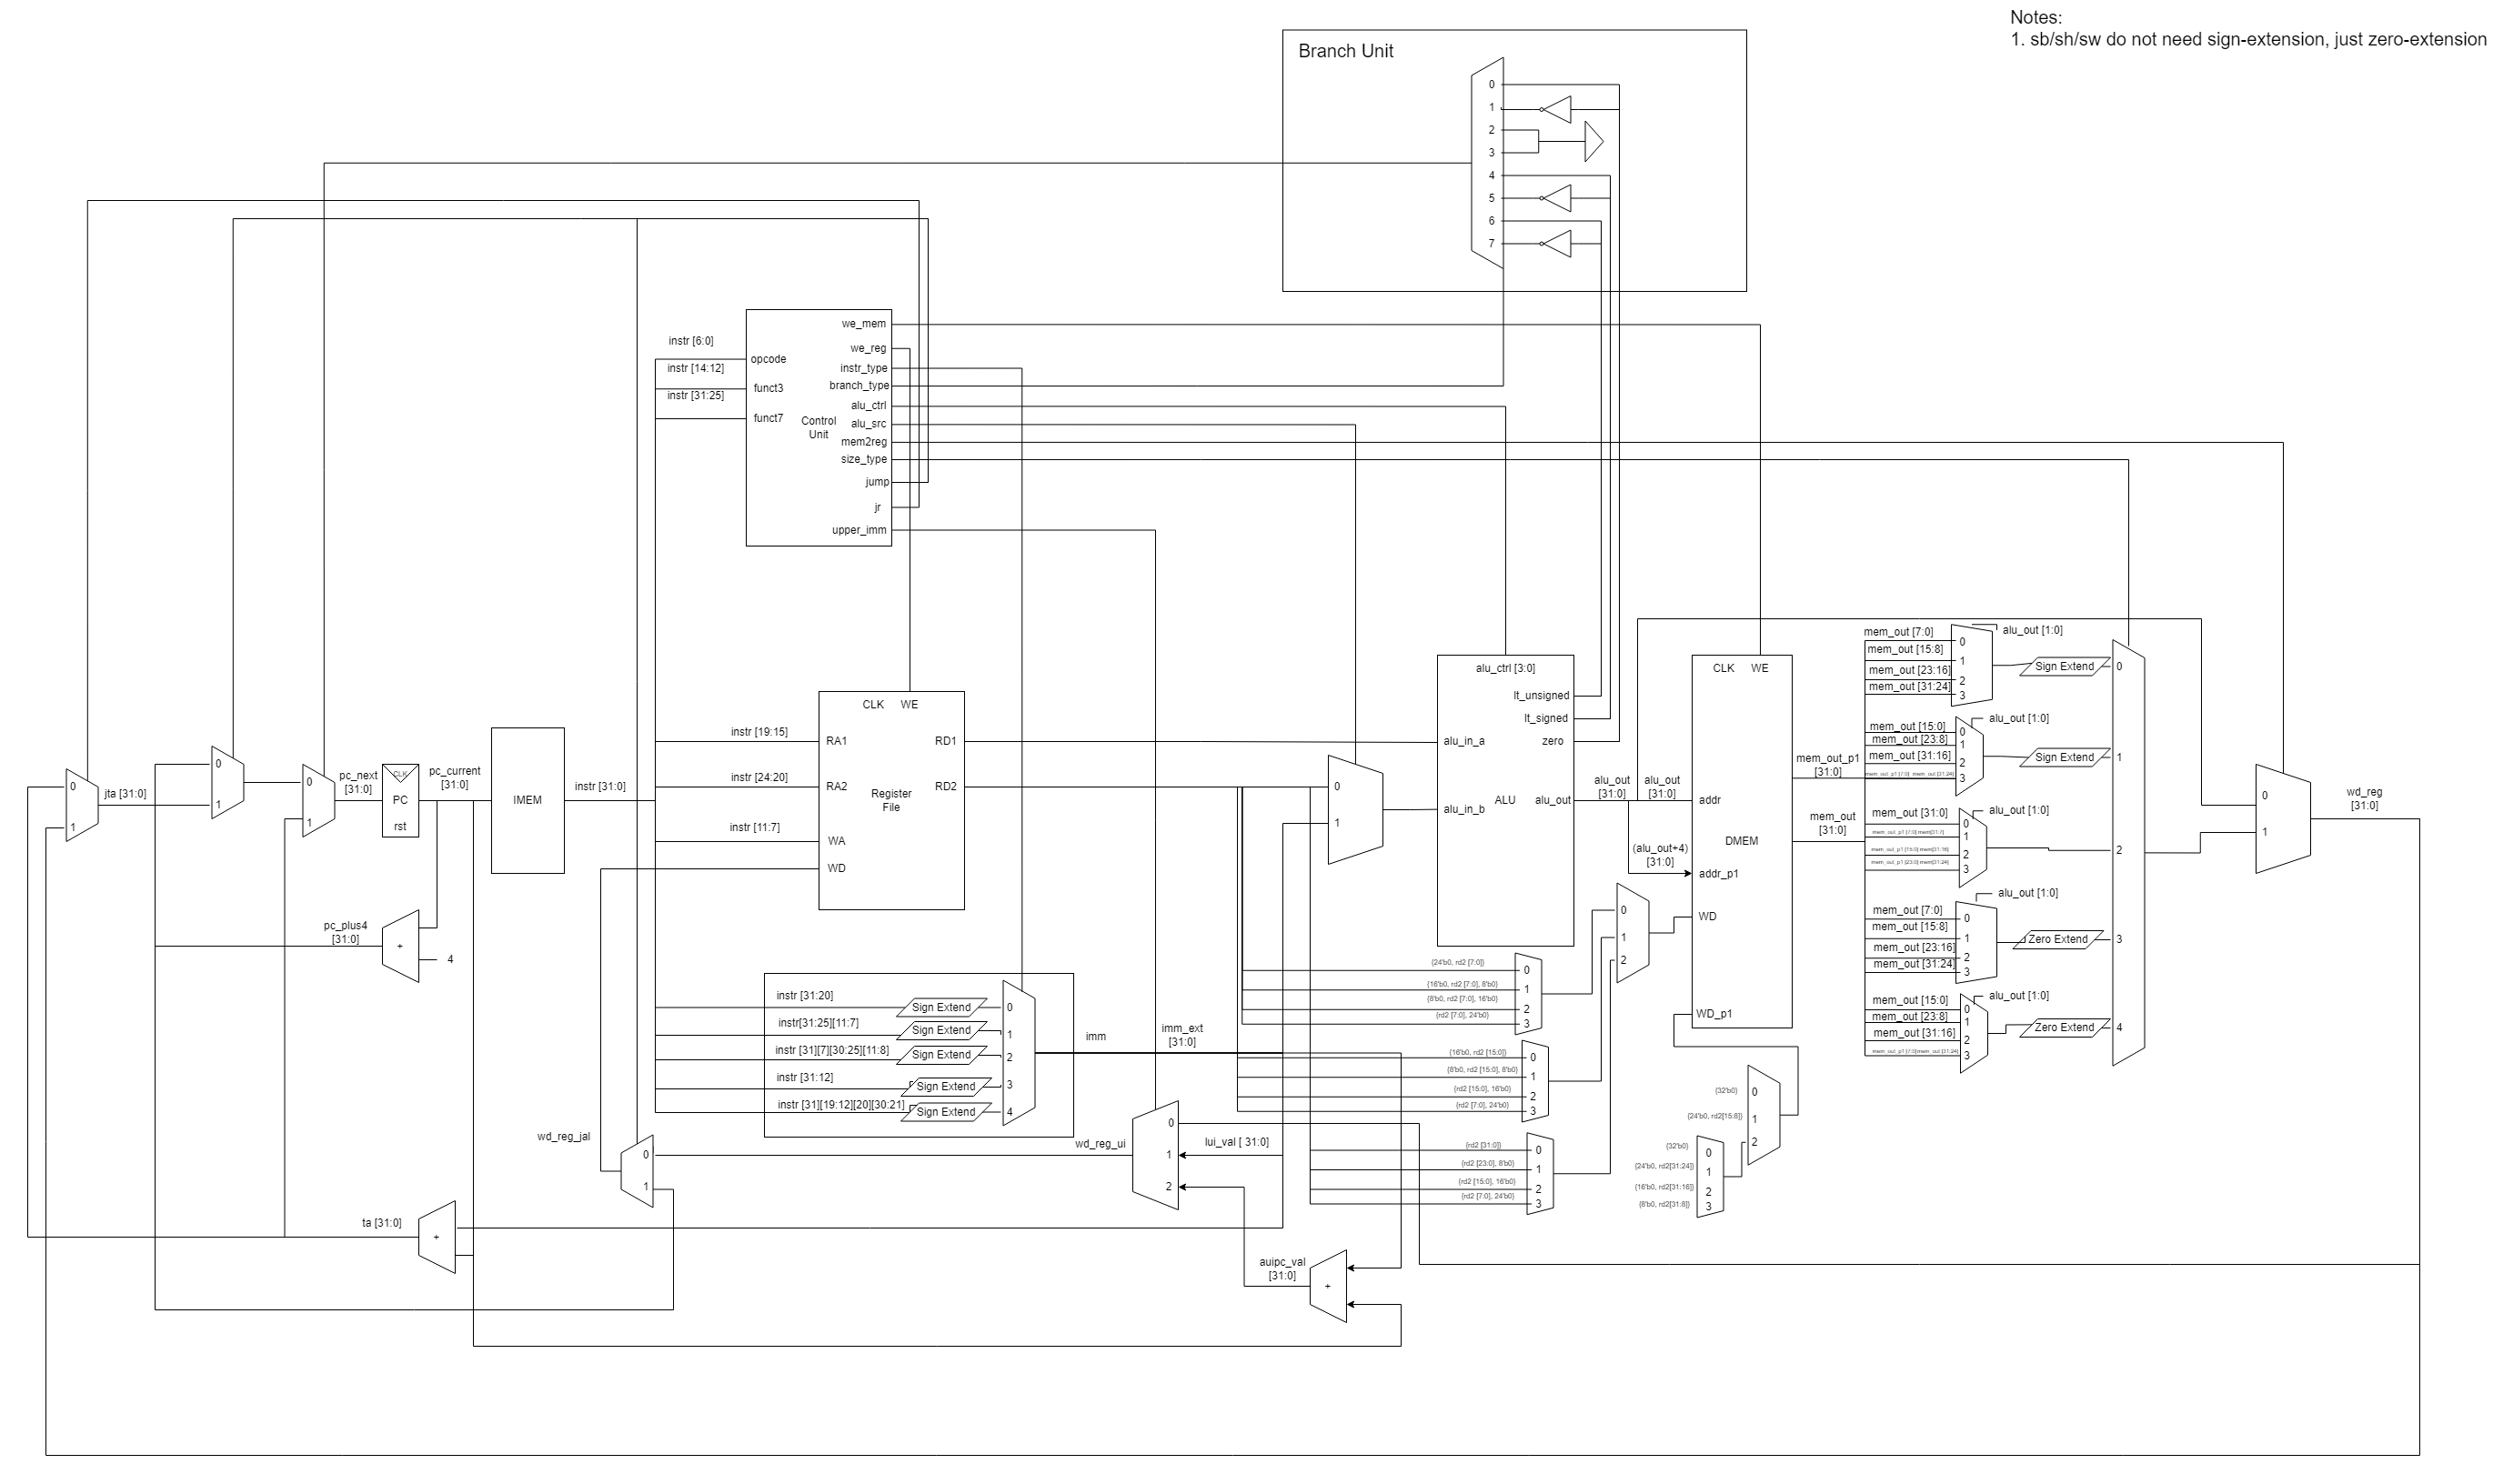 Notes:
1. sb/sh/sw do not need sign-extension, just zero-extension
Branch Unit
0
1
2
3
4
5
6
7
we_mem
we_reg
instr_type
branch_type
alu_ctrl
alu_src
mem2reg
size_type
jump
jr
upper_imm
instr [6:0]
opcode
instr [14:12]
funct3
instr [31:25]
funct7
Control
Unit
0
1
jta [31:0]
0
1
0
1
pc_next
[31:0]
CLK
PC
rst
pc_current
[31:0]
IMEM
instr [31:0]
pc_plus4
[31:0]
+
4
CLK WE
instr [19:15]
RA1
RD1
instr [24:20]
RA2
RD2
Register
File
instr [11:7]
WA
WD
instr [31:20]
Sign Extend
0
instr[31:25][11:7]
Sign Extend
1
instr [31][7][30:25][11:8]
Sign Extend
2
instr [31:12]
Sign Extend
3
instr [31][19:12][20][30:21]
Sign Extend
4
imm
imm_ext
[31:0]
wd_reg_jal
0
1
wd_reg_ui
0
1
2
lui_val [ 31:0]
ta [31:0]
+
auipc_val
[31:0]
+
0
1
alu_ctrl [3:0]
lt_unsigned
lt_signed
zero
alu_in_a
alu_in_b
ALU
alu_out
alu_out
[31:0]
alu_out
[31:0]
(alu_out+4)
[31:0]
CLK WE
addr
DMEM
addr_p1
WD
WD_p1
0
1
2
{24'b0, rd2 [7:0]}
0
{16'b0, rd2 [7:0], 8'b0}
1
{8'b0, rd2 [7:0], 16'b0}
2
{rd2 [7:0], 24'b0}
3
{16'b0, rd2 [15:0]}
0
{8'b0, rd2 [15:0], 8'b0}
1
{rd2 [15:0], 16'b0}
2
{rd2 [7:0], 24'b0}
3
{rd2 [31:0]}
0
{rd2 [23:0], 8'b0}
1
{rd2 [15:0], 16'b0}
2
{rd2 [7:0], 24'b0}
3
{32'b0}
0
{24'b0, rd2[15:8]}
1
2
{32'b0}
0
{24'b0, rd2[31:24]}
1
{16'b0, rd2[31:16]}
2
{8'b0, rd2[31:8]}
3
mem_out_p1
[31:0]
mem_out
[31:0]
mem_out [7:0]
0
alu_out [1:0]
mem_out [15:8]
1
mem_out [23:16]
2
mem_out [31:24]
3
Sign Extend
0
mem_out [15:0]
0
alu_out [1:0]
mem_out [23:8]
1
mem_out [31:16]
2
mem_out_p1 [7:0] mem_out [31:24]
3
Sign Extend
1
mem_out [31:0]
0
alu_out [1:0]
mem_out_p1 [7:0] mem[31:7]
1
mem_out_p1 [15:0] mem[31:16]
2
mem_out_p1 [23:0] mem[31:24]
3
2
mem_out [7:0]
0
alu_out [1:0]
mem_out [15:8]
1
mem_out [23:16]
2
mem_out [31:24]
3
Zero Extend
3
mem_out [15:0]
0
alu_out [1:0]
mem_out [23:8]
1
mem_out [31:16]
2
mem_out_p1 [7:0]mem_out [31:24]
3
Zero Extend
4
0
1
wd_reg
[31:0]